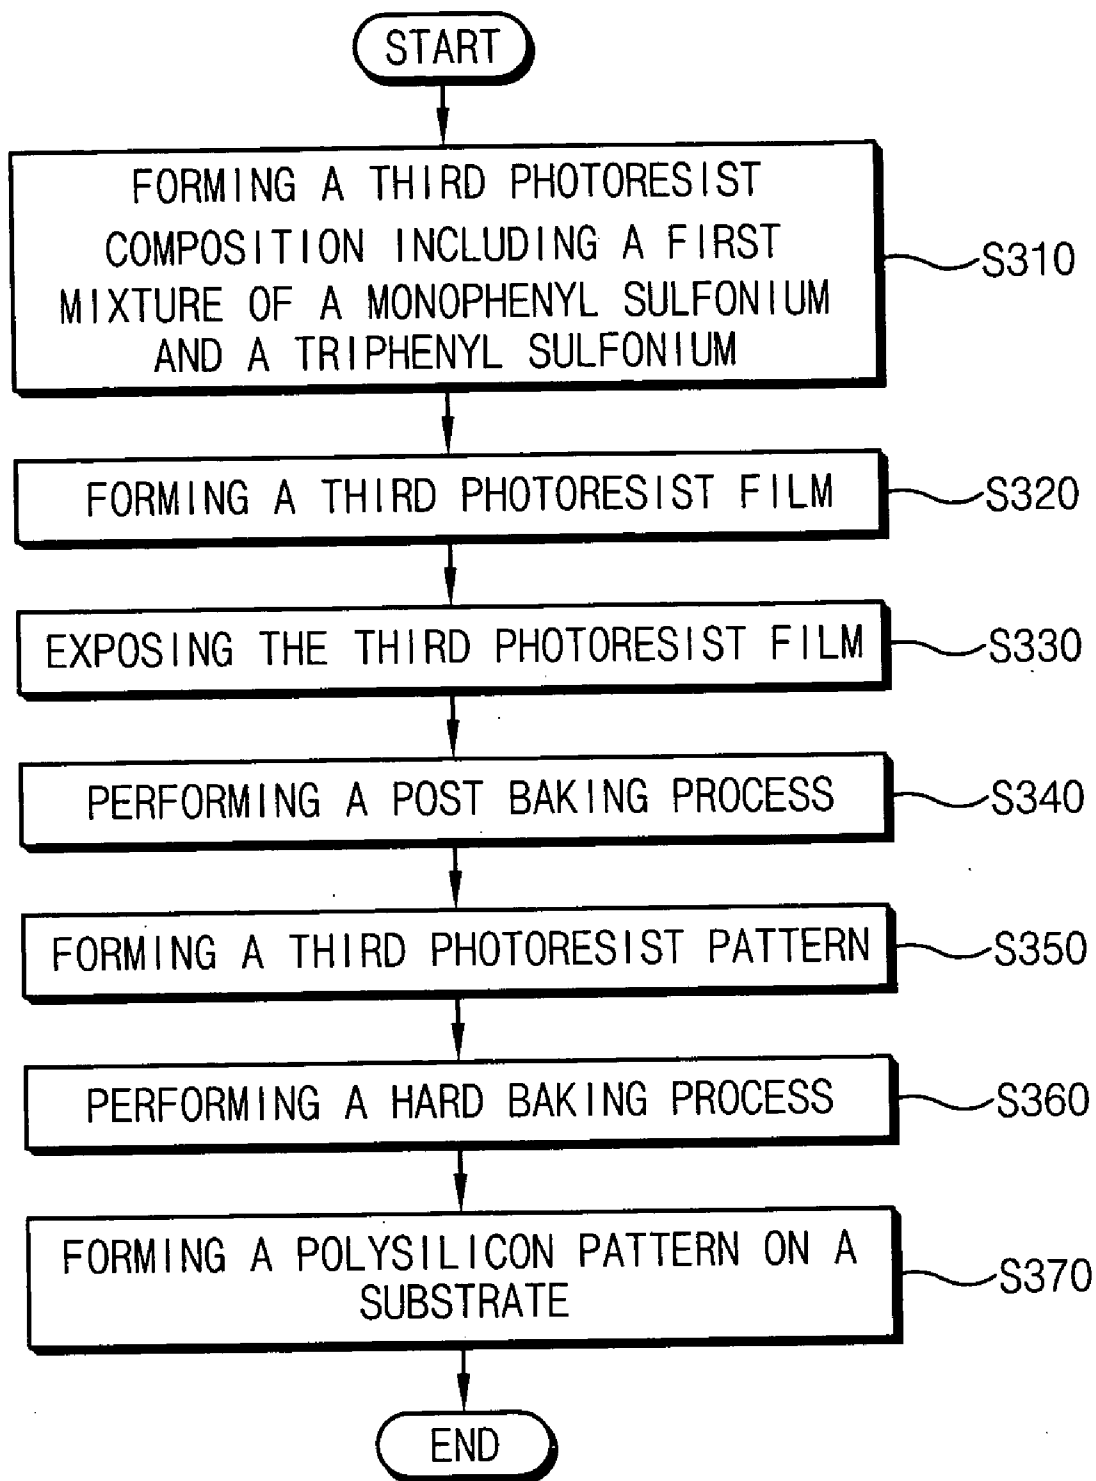 START
FORMING A THIRD PHOTORESIST
COMPOSITION INCLUDING A FIRST
MIXTURE OF A MONOPHENYL SULFONIUM
AND A TRIPHENYL SULFONIUM
S310
FORMING A THIRD PHOTORESIST FILM
S320
EXPOSING THE THIRD PHOTORESIST FILM
S330
PERFORMING A POST BAKING PROCESS
S340
FORMING A THIRD PHOTORESIST PATTERN
S350
PERFORMING A HARD BAKING PROCESS
S360
FORMING A POLYSILICON PATTERN ON A
SUBSTRATE
S370
END